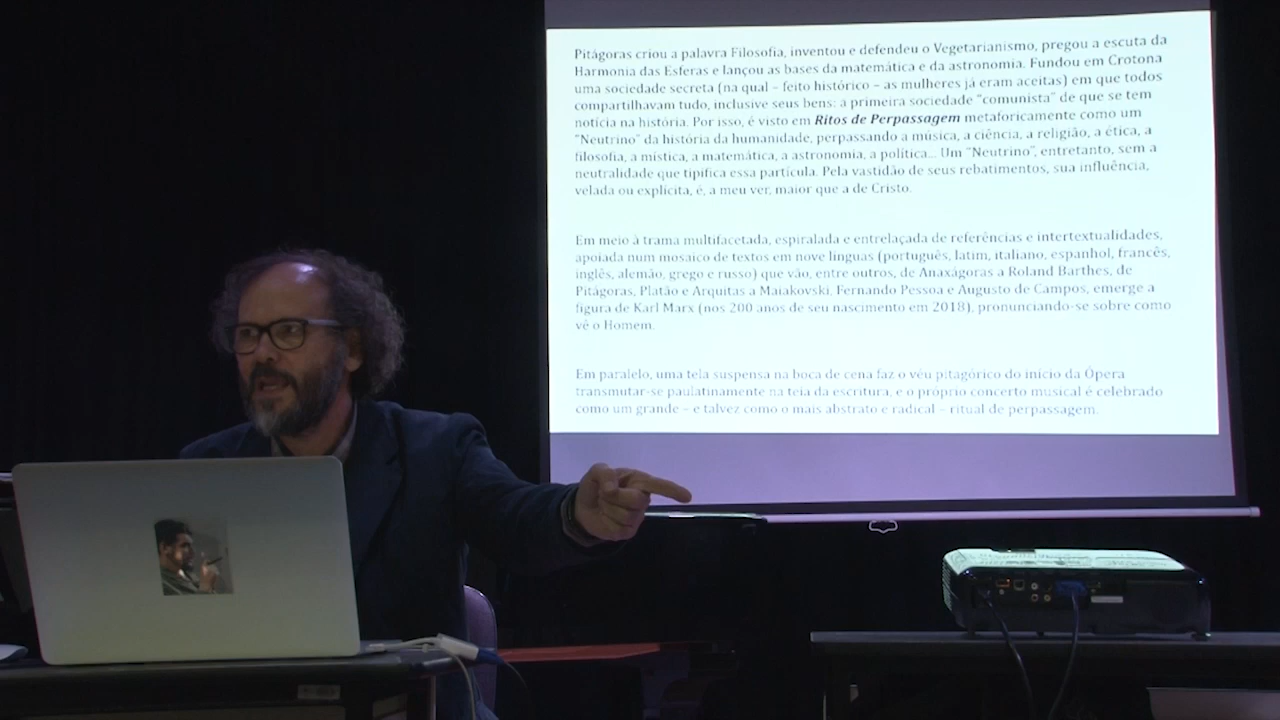 Pitágoras criou a palavra Filosofia, inventou e defendeu o Vegetarianismo, pregou a escuta da
Harmonia das Esferas e lançou as bases da matemática e da astronomia. Fundou em Crotona
uma sociedade secreta (na qual – feito histórico – as mulheres já eram aceitas) em que todos
compartilhavam tudo, inclusive seus bens: a primeira sociedade "comunista" de que se tem
notícia na história. Por isso, é visto em Ritos de Perpassagem metaforicamente como um
"Neutrino" da história da humanidade, perpassando a música, a ciência, a religião, a ética, a
filosofia, a mística, a matemática, a astronomia, a política... Um "Neutrino", entretanto, sem a
neutralidade que tipifica essa partícula. Pela vastidão de seus rebatimentos, sua influência,
velada ou explícita, é, a meu ver, maior que a de Cristo.
Em meio à trama multifacetada, espiralada e entrelaçada de referências e intertextualidades,
apoiada num mosaico de textos em nove línguas (português, latim, italiano, espanhol, francês,
inglês, alemão, grego e russo) que vão, entre outros, de Anaxágoras a Roland Barthes, de
Pitágoras, Platão e Arquitas a Maiakovski, Fernando Pessoa e Augusto de Campos, emerge a
figura de Karl Marx (nos 200 anos de seu nascimento em 2018), pronunciando-se sobre como
vê o Homem.
Em paralelo, uma tela suspensa na boca de cena faz o véu pitagórico do início da Ópera
transmutar-se paulatinamente na teia da escritura, e o próprio concerto musical é celebrado
como um grande – e talvez como o mais abstrato e radical – ritual de perpassagem.